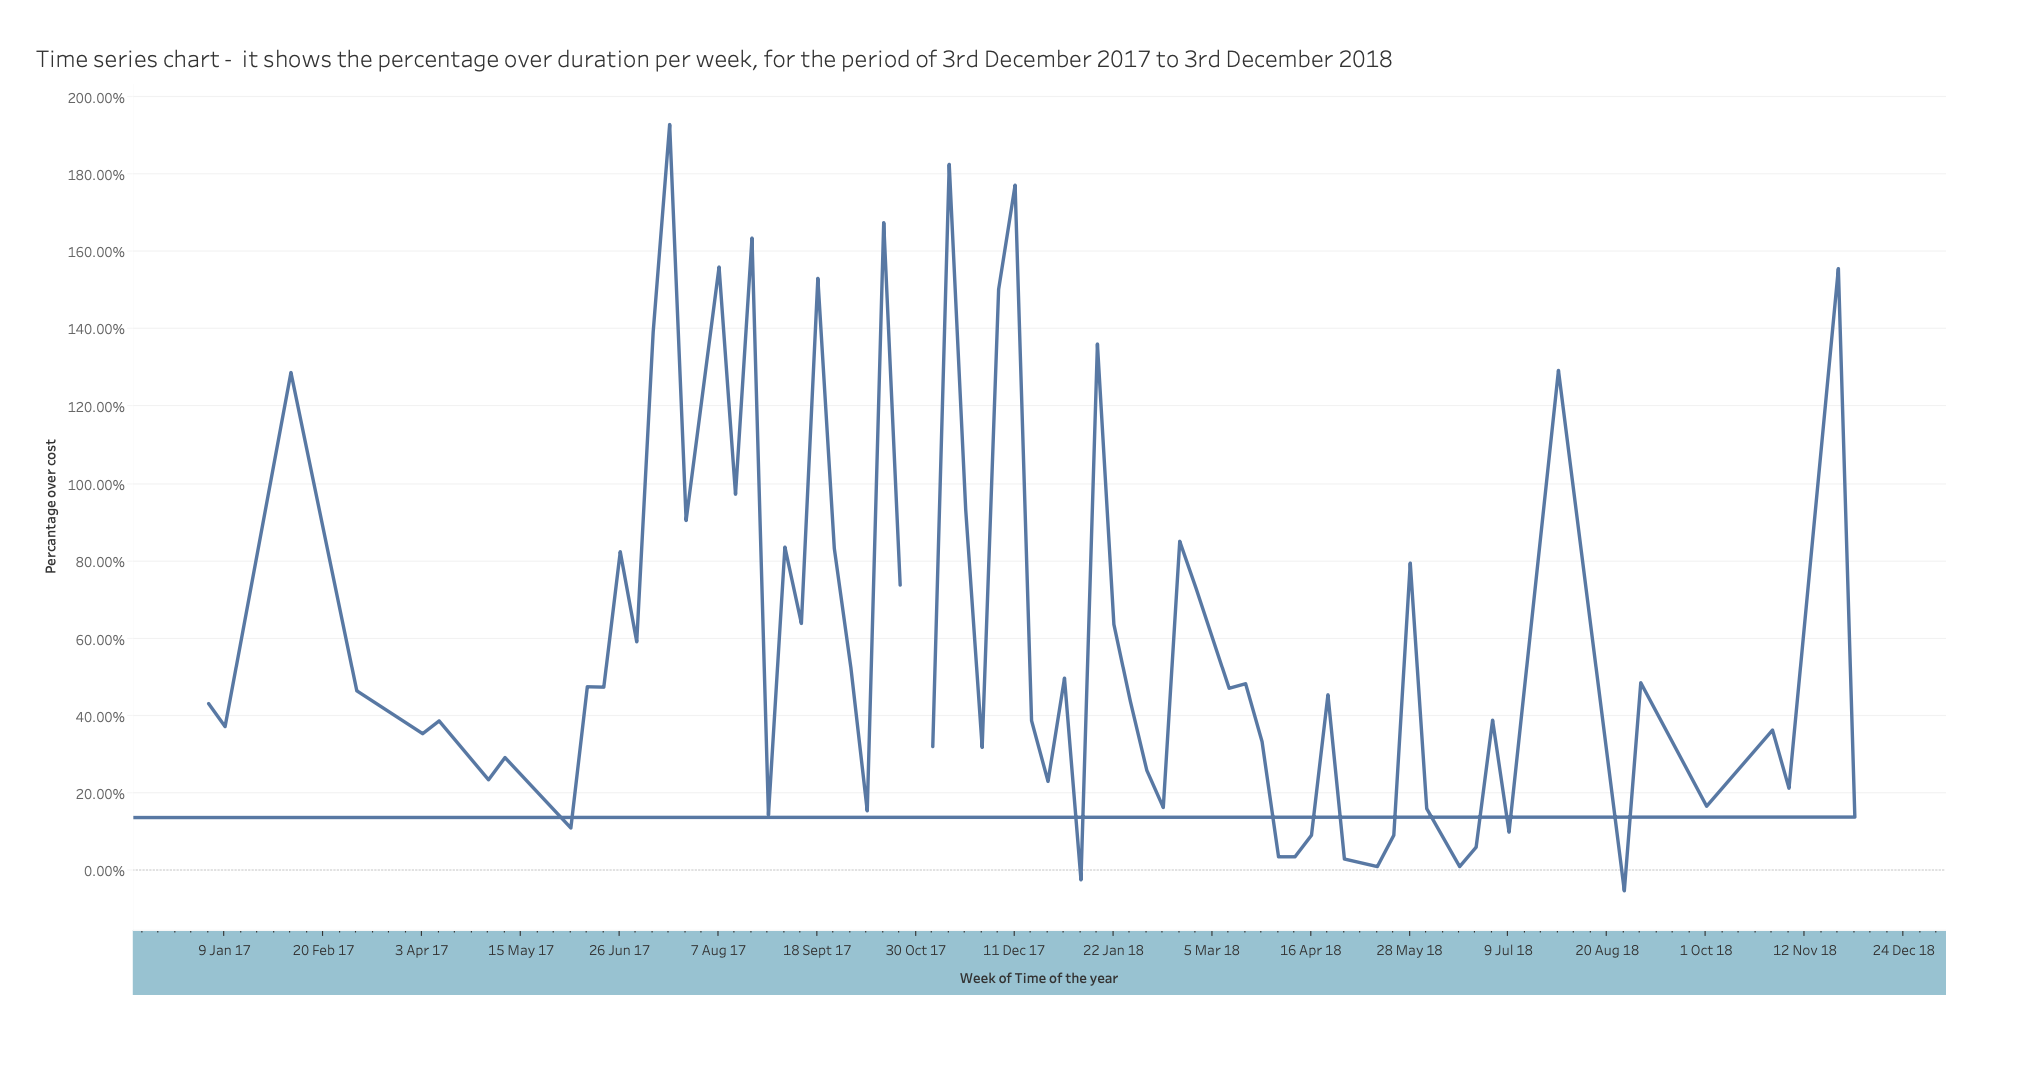 Time series chart -  it shows the percentage over duration per week, for the period of 3rd December 2017 to 3rd December 2018
200.00%
180.00%
160.00%
140.00%
120.00%
100.00%
80.00%
60.00%
40.00%
20.00%
0.00%
Percantage over cost
9 Jan 17
20 Feb 17
3 Apr 17
15 May 17
26 Jun 17
7 Aug 17
18 Sept 17
30 Oct 17
11 Dec 17
22 Jan 18
5 Mar 18
16 Apr 18
28 May 18
9 Jul 18
20 Aug 18
1 Oct 18
12 Nov 18
24 Dec 18
Week of Time of the year